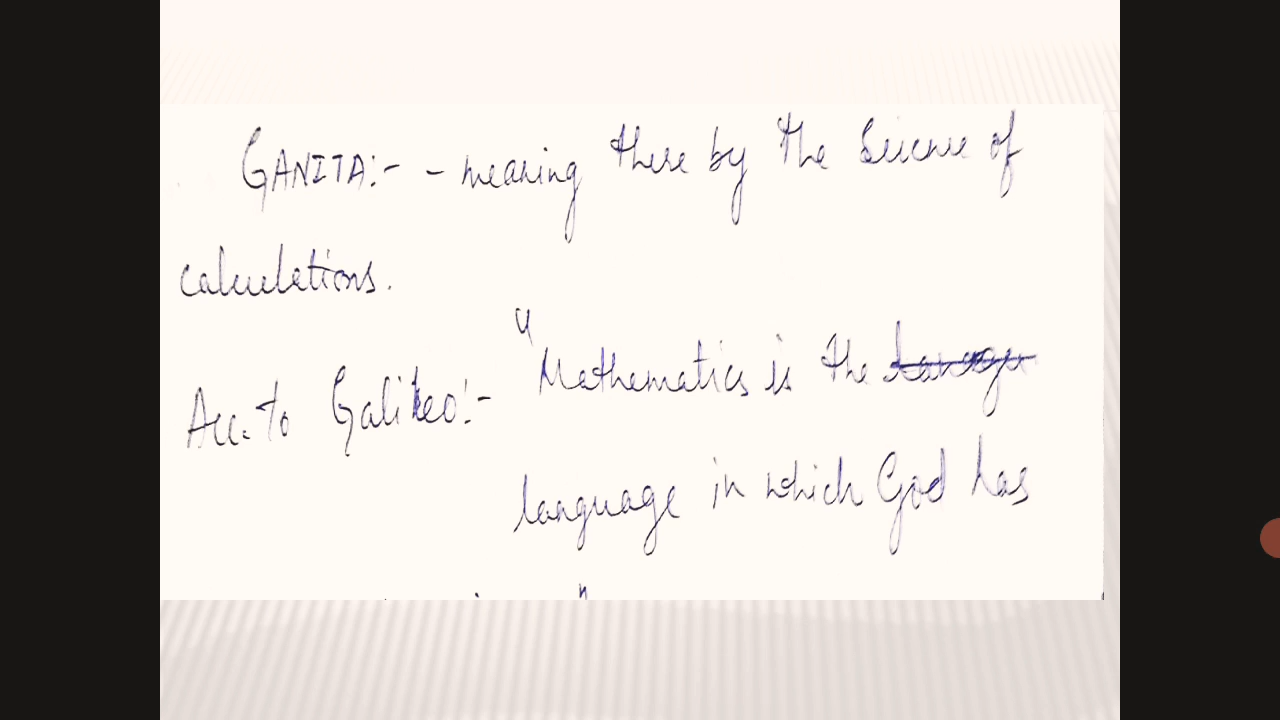 GANITA:- - meaning there by the Science of
calculations.
Acc. to Galileo:- "Mathematics is the
language in which God has
"